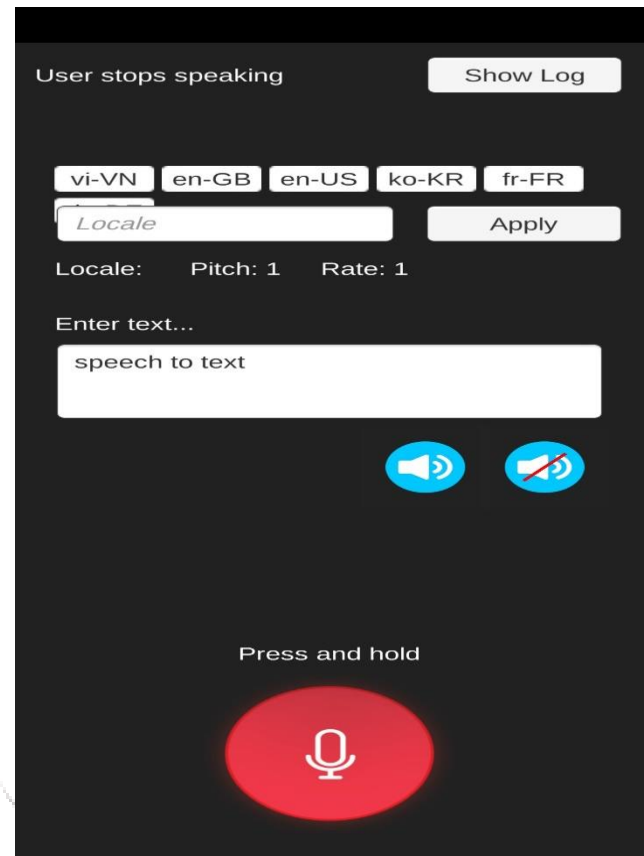 User stops speaking Show Log
vi-VN en-GB en-US ko-KR fr-FR
Locale Apply
Locale: Pitch: 1 Rate: 1
Enter text...
speech to text
Press and hold